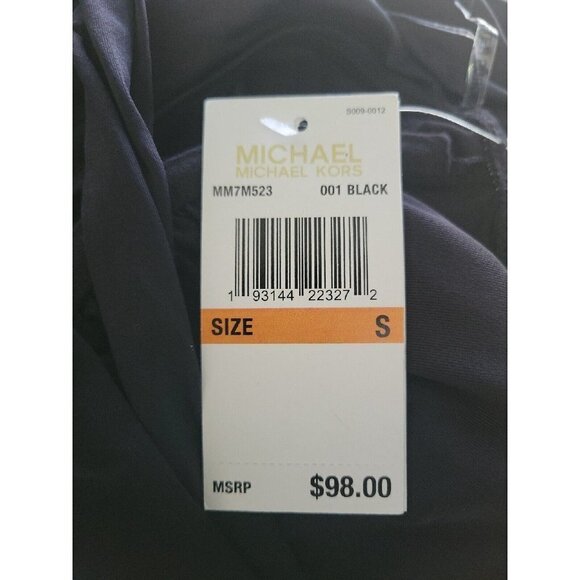 S009-0012
MICHAEL
MICHAEL KORS
MM7M523 001 BLACK
1 93144 22327 2
SIZE S
MSRP $98.00